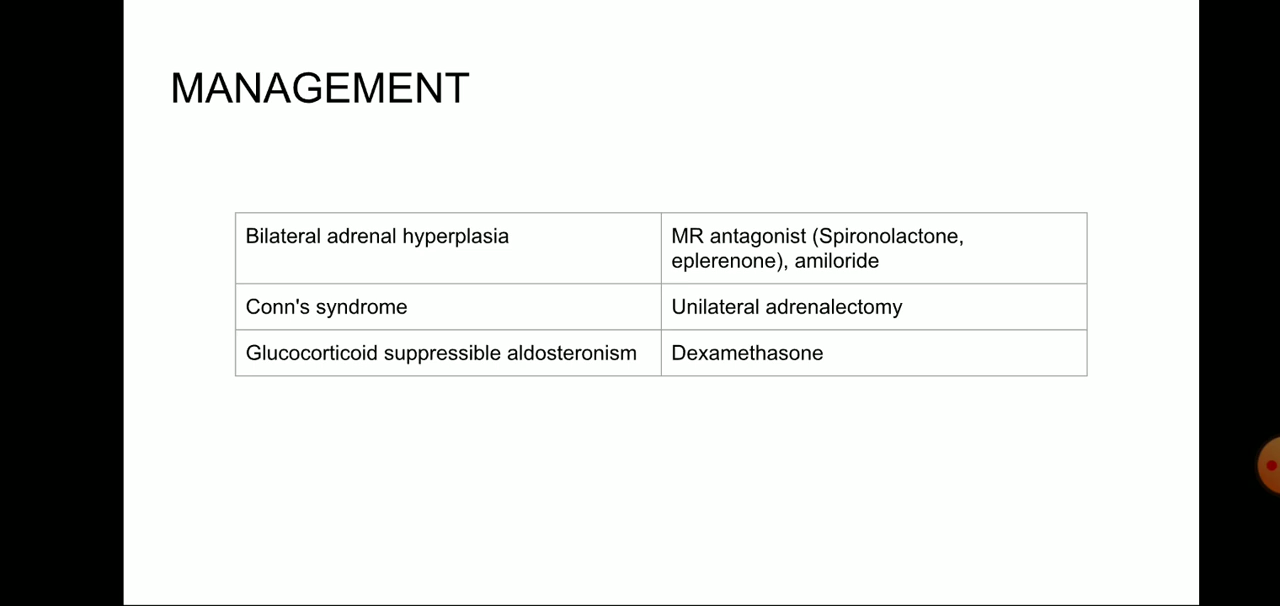 MANAGEMENT
Bilateral adrenal hyperplasia
MR antagonist (Spironolactone,
eplerenone), amiloride
Conn's syndrome
Unilateral adrenalectomy
Glucocorticoid suppressible aldosteronism
Dexamethasone